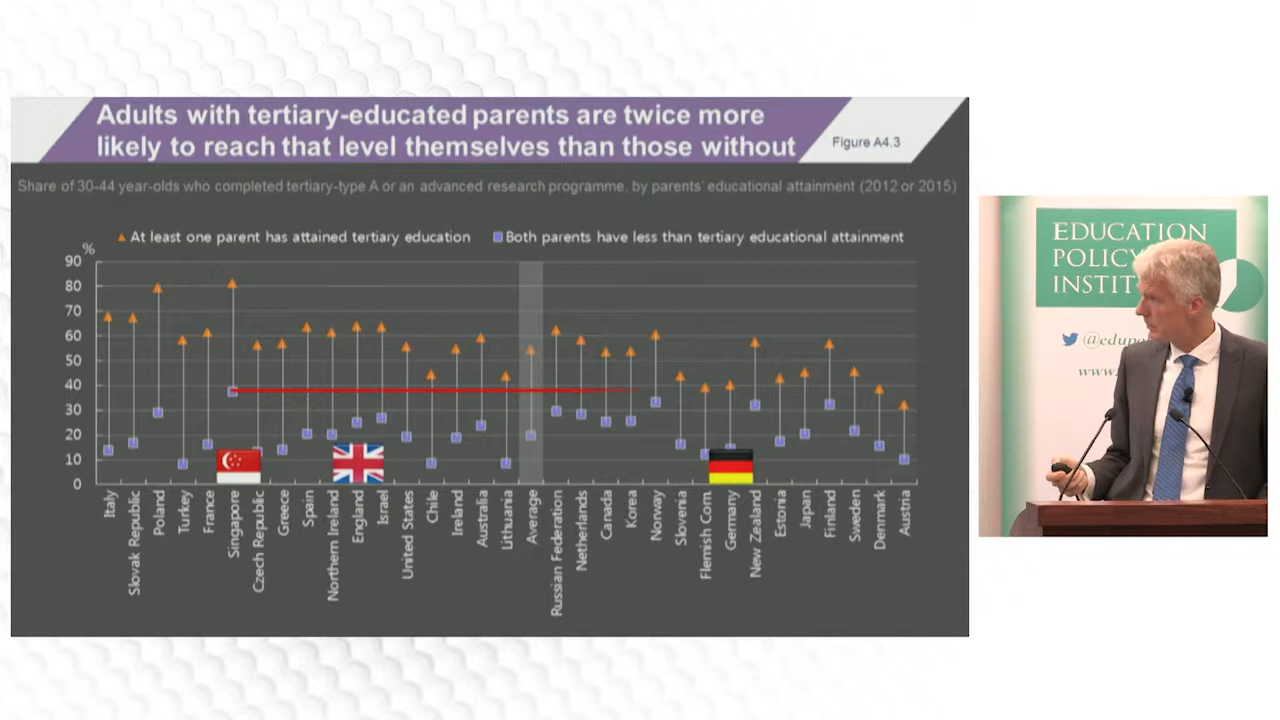 Adults with tertiary-educated parents are twice more
likely to reach that level themselves than those without
Figure A4.3
Share of 30-44 year-olds who completed tertiary-type A or an advanced research programme, by parents' educational attainment (2012 or 2015)
At least one parent has attained tertiary education
Both parents have less than tertiary educational attainment
%
90
80
70
60
50
40
30
20
10
0
Italy
Slovak Republic
Poland
Turkey
France
Singapore
Czech Republic
Greece
Spain
Northern Ireland
England
Israel
United States
Chile
Ireland
Australia
Lithuania
Average
Russian Federation
Netherlands
Canada
Korea
Norway
Slovenia
Flemish Com.
Germany
New Zealand
Estonia
Japan
Finland
Sweden
Denmark
Austria
EDUCATION
POLICY
INSTIT
@edupo
www.